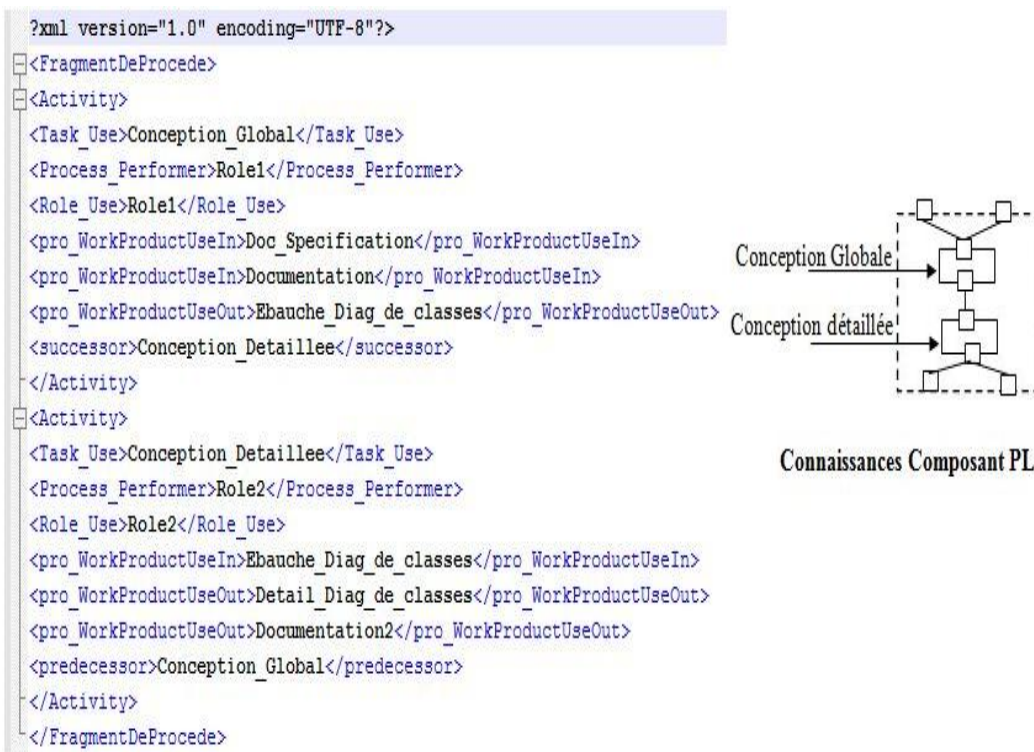 ?xml version="1.0" encoding="UTF-8"?>
<FragmentDeProcede>
<Activity>
<Task_Use>Conception_Global</Task_Use>
<Process_Performer>Role1</Process_Performer>
<Role_Use>Role1</Role_Use>
<pro_WorkProductUseIn>Doc_Specification</pro_WorkProductUseIn>
<pro_WorkProductUseIn>Documentation</pro_WorkProductUseIn>
<pro_WorkProductUseOut>Ebauche_Diag_de_classes</pro_WorkProductUseOut>
<successor>Conception_Detaillee</successor>
</Activity>
<Activity>
<Task_Use>Conception_Detaillee</Task_Use>
<Process_Performer>Role2</Process_Performer>
<Role_Use>Role2</Role_Use>
<pro_WorkProductUseIn>Ebauche_Diag_de_classes</pro_WorkProductUseIn>
<pro_WorkProductUseOut>Detail_Diag_de_classes</pro_WorkProductUseOut>
<pro_WorkProductUseOut>Documentation2</pro_WorkProductUseOut>
<predecessor>Conception_Global</predecessor>
</Activity>
</FragmentDeProcede>
Conception Globale
Conception détaillée
Connaissances Composant PL